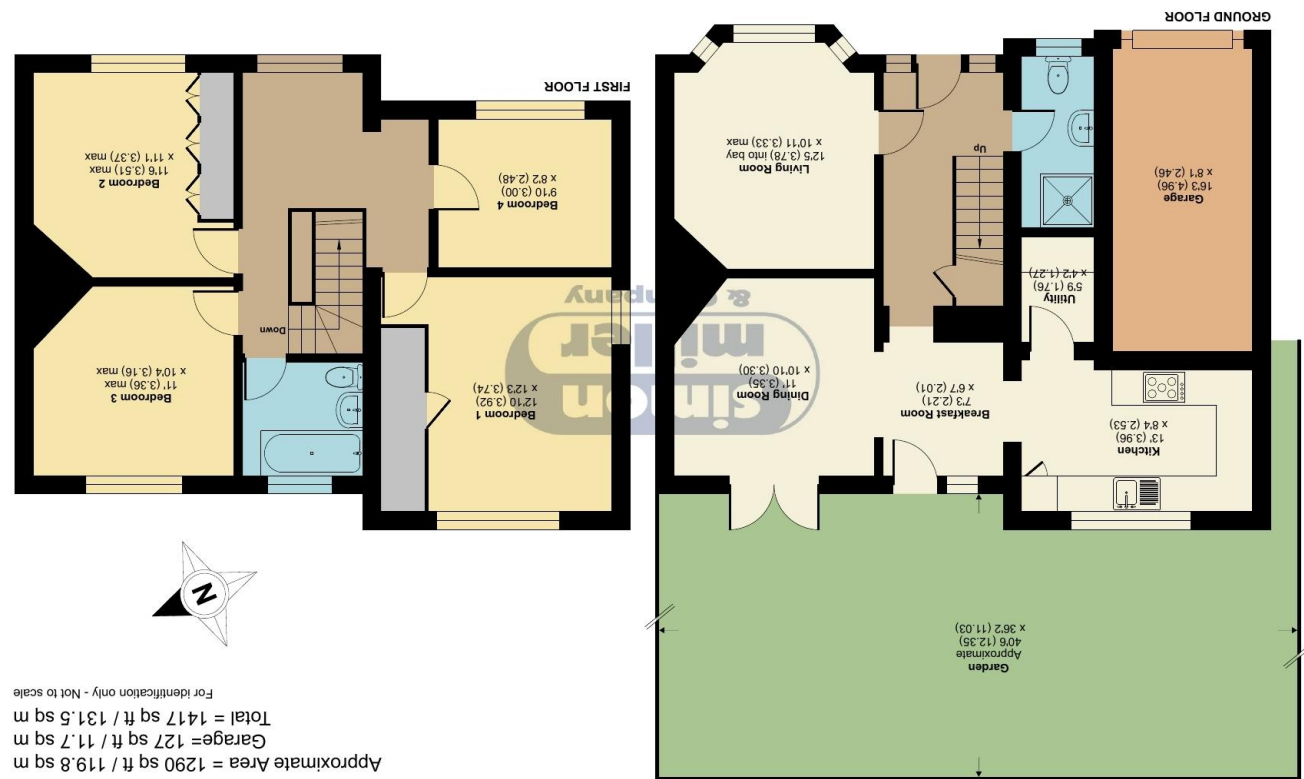 Approximate Area = 1290 sq ft / 119.8 sq m
Garage= 127 sq ft / 11.7 sq m
Total = 1417 sq ft / 131.5 sq m
For identification only - Not to scale
Garden
Approximate
40'6 (12.35)
x 36'2 (11.03)
Kitchen
13' (3.96)
x 8'4 (2.53)
Breakfast Room
7'3 (2.21)
x 6'7 (2.01)
Dining Room
11' (3.35)
x 10'10 (3.30)
Utility
5'9 (1.76)
x 4'2 (1.27)
Garage
16'3 (4.96)
x 8'1 (2.46)
Up
Living Room
12'5 (3.78) into bay
x 10'11 (3.33) max
GROUND FLOOR
Bedroom 1
12'10 (3.92)
x 12'3 (3.74)
Bedroom 3
11' (3.36) max
x 10'4 (3.16) max
Down
Bedroom 4
9'10 (3.00)
x 8'2 (2.48)
Bedroom 2
11'6 (3.51) max
x 11'1 (3.37) max
FIRST FLOOR
N
simon
miller
& company